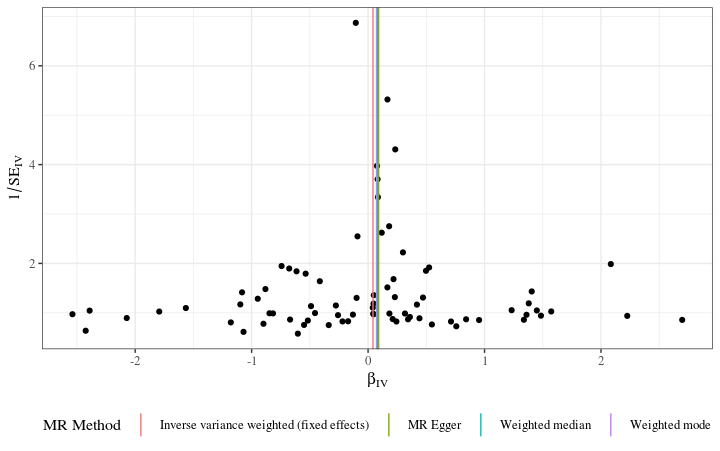 6
4
2
1/SE_IV
-2
-1
0
1
2
β_IV
MR Method
Inverse variance weighted (fixed effects)
MR Egger
Weighted median
Weighted mode